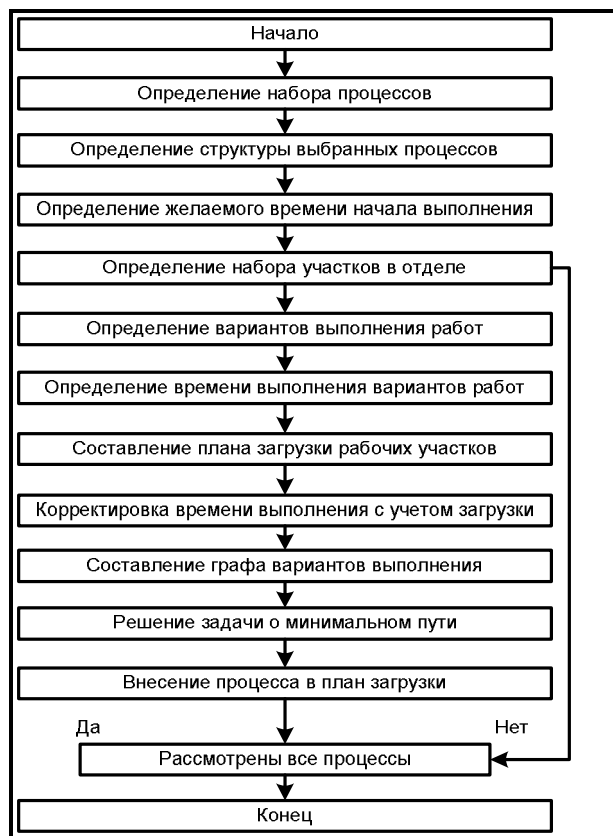 Начало
Определение набора процессов
Определение структуры выбранных процессов
Определение желаемого времени начала выполнения
Определение набора участков в отделе
Определение вариантов выполнения работ
Определение времени выполнения вариантов работ
Составление плана загрузки рабочих участков
Корректировка времени выполнения с учетом загрузки
Составление графа вариантов выполнения
Решение задачи о минимальном пути
Внесение процесса в план загрузки
Да
Нет
Рассмотрены все процессы
Конец